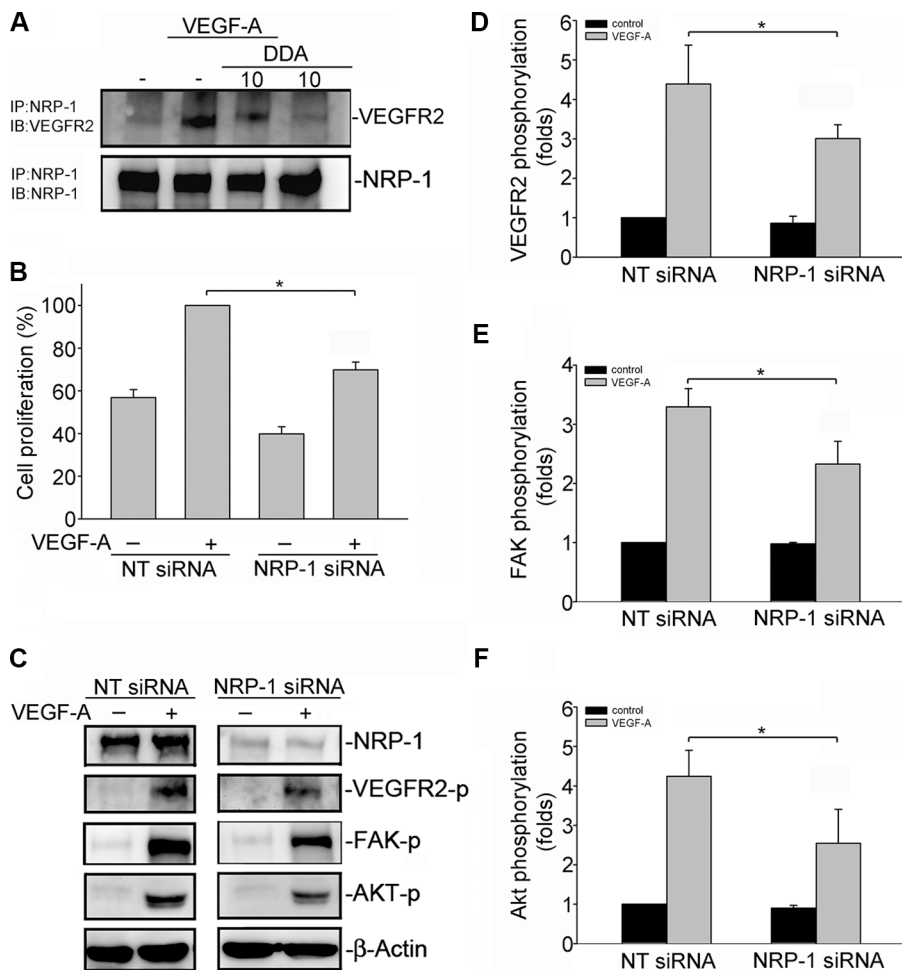 A
VEGF-A
DDA
- - 10 10
IP:NRP-1
IB:VEGFR2
-VEGFR2
IP:NRP-1
IB:NRP-1
-NRP-1
B
Cell proliferation (%)
100
80
60
40
20
0
*
VEGF-A − + − +
NT siRNA NRP-1 siRNA
C
NT siRNA NRP-1 siRNA
VEGF-A − + − +
-NRP-1
-VEGFR2-p
-FAK-p
-AKT-p
-β-Actin
D
VEGFR2 phosphorylation
(folds)
6
5
4
3
2
1
0
control
VEGF-A
*
NT siRNA NRP-1 siRNA
E
FAK phosphorylation
(folds)
4
3
2
1
0
control
VEGF-A
*
NT siRNA NRP-1 siRNA
F
Akt phosphorylation
(folds)
6
5
4
3
2
1
0
control
VEGF-A
*
NT siRNA NRP-1 siRNA